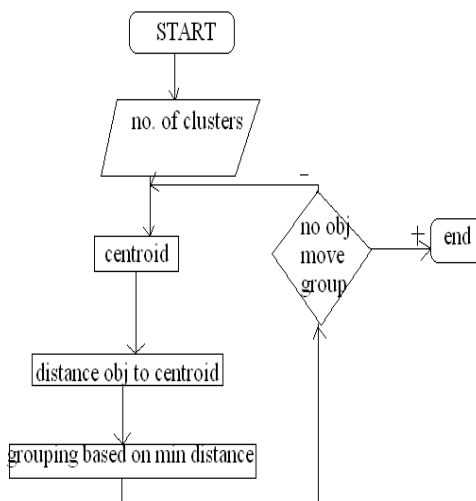 START
no. of clusters
–
centroid
no obj
move
group
+
end
distance obj to centroid
grouping based on min distance